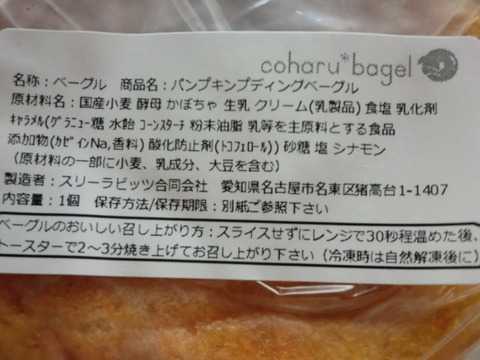 coharu*bagel
名称：ベーグル　商品名：パンプキンプディングベーグル
原材料名：国産小麦 酵母 かぼちゃ 生乳 クリーム(乳製品) 食塩 乳化剤
ｷｬﾗﾒﾙ(ｸﾞﾗﾆｭｰ糖 水飴 ｺｰﾝｽﾀｰﾁ 粉末油脂 乳等を主原料とする食品
添加物(ｶｾﾞｲﾝNa,香料) 酸化防止剤(ﾄｺﾌｪﾛｰﾙ)) 砂糖 塩 シナモン
（原材料の一部に小麦、乳成分、大豆を含む）
製造者：スリーラビッツ合同会社　愛知県名古屋市名東区猪高台1-1407
内容量：1個　保存方法/保存期限：別紙ご参照下さい
ベーグルのおいしい召し上がり方：スライスせずにレンジで30秒程温めた後、
トースターで2～3分焼き上げてお召し上がり下さい（冷凍時は自然解凍後に）